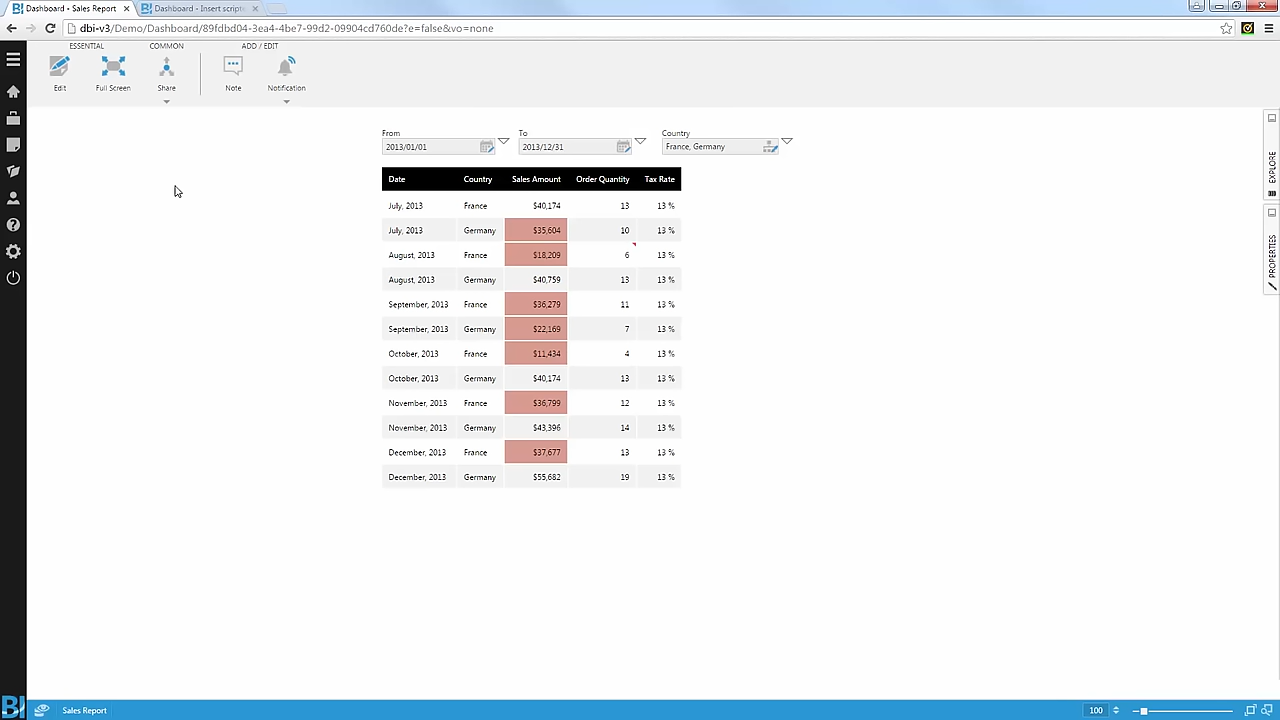 Dashboard • Sales Report
Dashboard - Insert scripte
dbi-v3/Demo/Dashboard/89fdbd04-3ea4-4be7-99d2-09904cd760de?e=false&vo=none
ESSENTIAL COMMON ADD / EDIT
Edit Full Screen Share Note Notification
From To Country
2013/01/01 2013/12/31 France, Germany
Date Country Sales Amount Order Quantity Tax Rate
July, 2013 France $40,174 13 13 %
July, 2013 Germany $35,604 10 13 %
August, 2013 France $18,209 6 13 %
August, 2013 Germany $40,759 13 13 %
September, 2013 France $36,279 11 13 %
September, 2013 Germany $22,169 7 13 %
October, 2013 France $11,434 4 13 %
October, 2013 Germany $40,174 13 13 %
November, 2013 France $36,799 12 13 %
November, 2013 Germany $43,396 14 13 %
December, 2013 France $37,677 13 13 %
December, 2013 Germany $55,682 19 13 %
EXPLORE
PROPERTIES
BI Sales Report 100